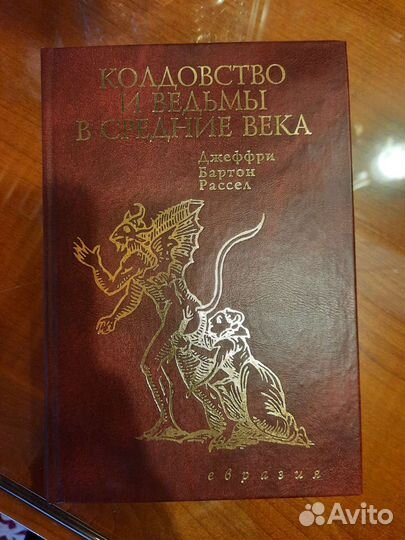 КОЛДОВСТВО
И ВЕДЬМЫ
В СРЕДНИЕ ВЕКА
Джеффри
Бартон
Рассел
евразия
Avito